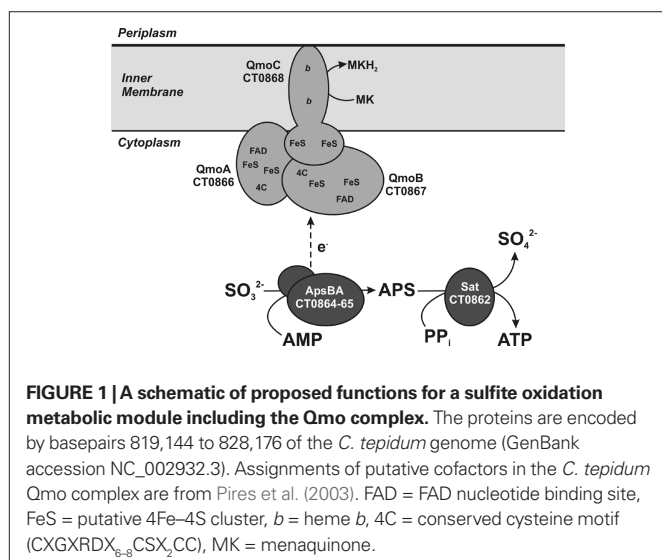 Periplasm
Inner
Membrane
Cytoplasm
QmoC
CT0868
b
b
MKH₂
MK
FeS FeS
FAD
FeS
FeS
4C
QmoA
CT0866
4C
FeS
FeS
FAD
QmoB
CT0867
e⁻
SO₃²⁻
ApsBA
CT0864-65
AMP
APS
Sat
CT0862
SO₄²⁻
PPᵢ
ATP
FIGURE 1 | A schematic of proposed functions for a sulfite oxidation
metabolic module including the Qmo complex. The proteins are encoded
by basepairs 819,144 to 828,176 of the C. tepidum genome (GenBank
accession NC_002932.3). Assignments of putative cofactors in the C. tepidum
Qmo complex are from Pires et al. (2003). FAD = FAD nucleotide binding site,
FeS = putative 4Fe–4S cluster, b = heme b, 4C = conserved cysteine motif
(CXGXRDX₆₋₈CSX₂CC), MK = menaquinone.